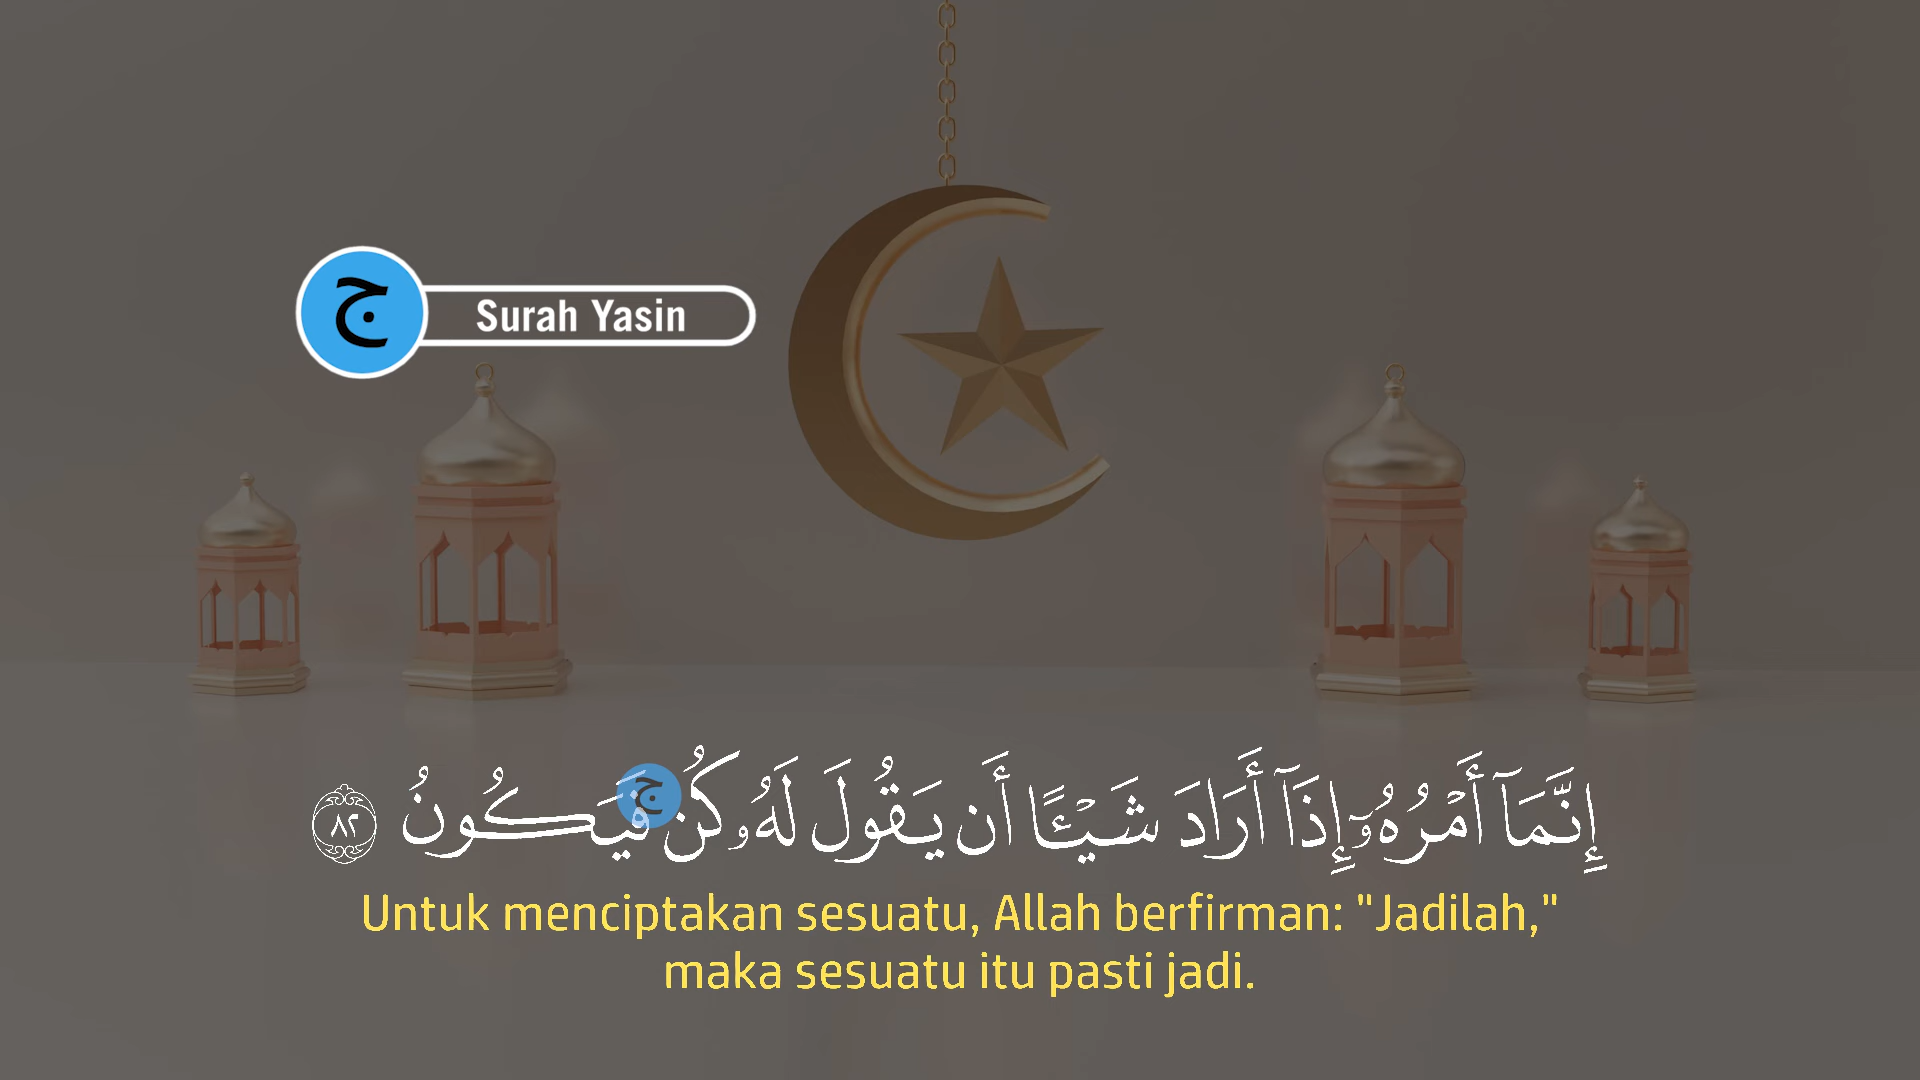 ج
Surah Yasin
ج
إِنَّمَآ أَمْرُهُۥٓ إِذَآ أَرَادَ شَيْـًٔا أَن يَقُولَ لَهُۥ كُن فَيَكُونُ ٨٢
Untuk menciptakan sesuatu, Allah berfirman: "Jadilah,"
maka sesuatu itu pasti jadi.